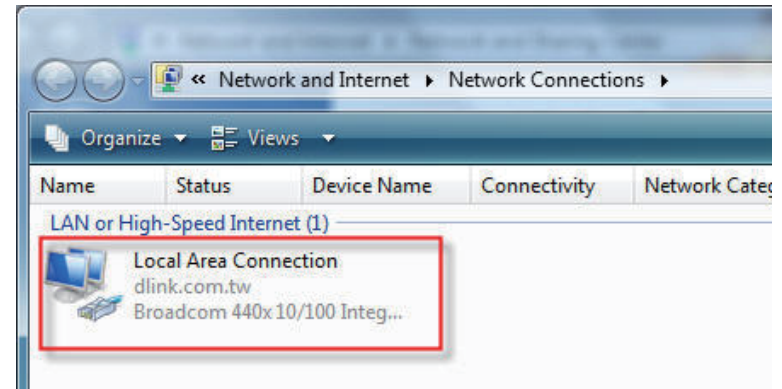 « Network and Internet ▸ Network Connections ▸
Organize ▾ Views ▾
Name Status Device Name Connectivity Network Categ
LAN or High-Speed Internet (1)
Local Area Connection
dlink.com.tw
Broadcom 440x 10/100 Integ...